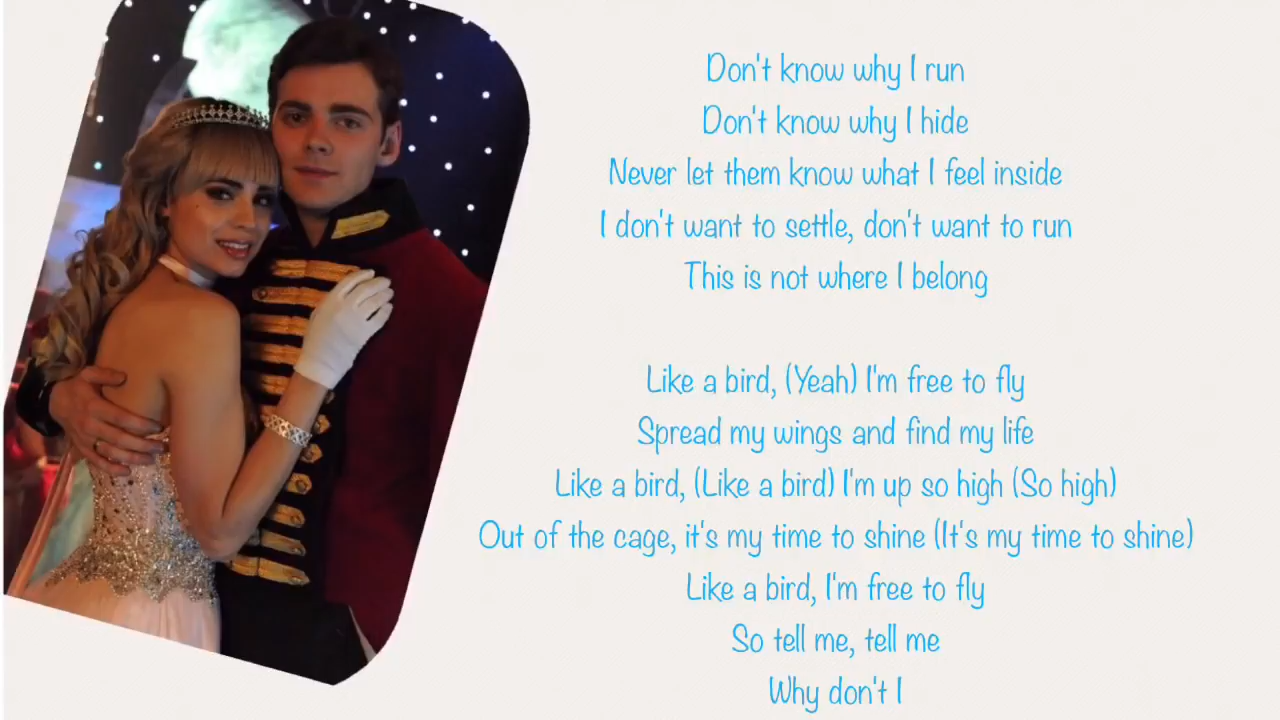 Don't know why I run
Don't know why I hide
Never let them know what I feel inside
I don't want to settle, don't want to run
This is not where I belong
Like a bird, (Yeah) I'm free to fly
Spread my wings and find my life
Like a bird, (Like a bird) I'm up so high (So high)
Out of the cage, it's my time to shine (It's my time to shine)
Like a bird, I'm free to fly
So tell me, tell me
Why don't I